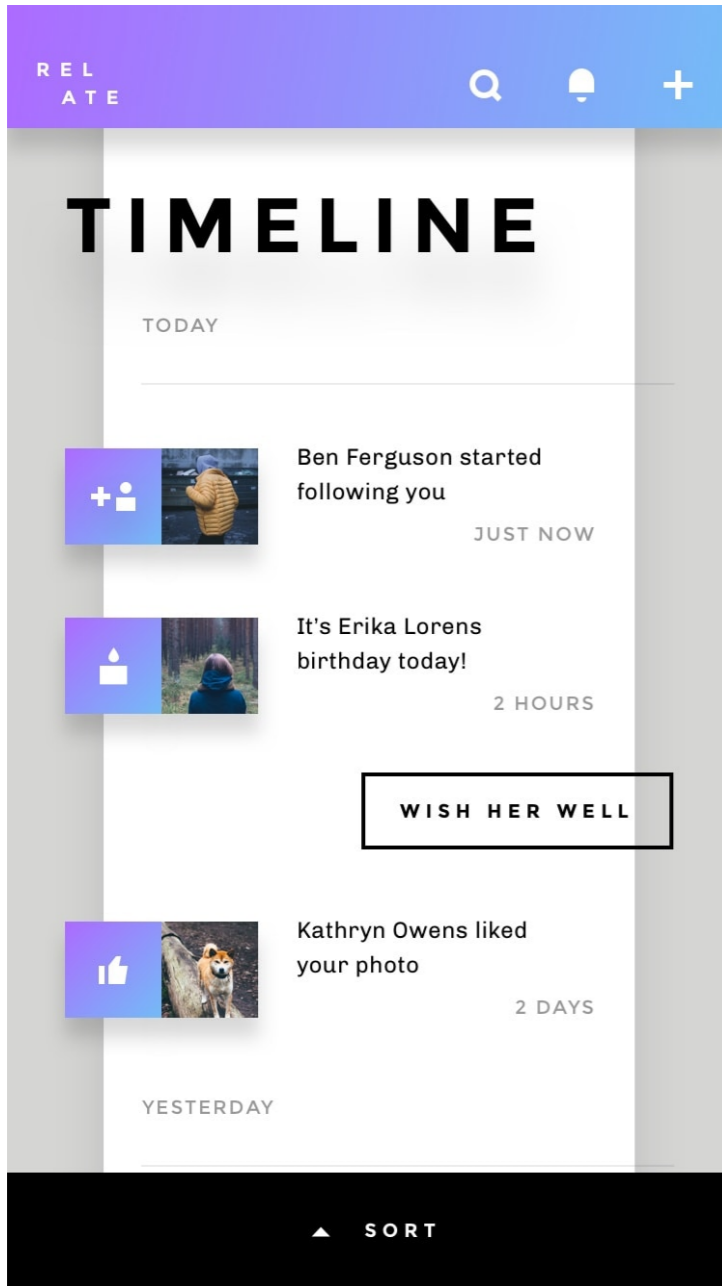 REL
ATE
TIMELINE
TODAY
Ben Ferguson started
following you
JUST NOW
It's Erika Lorens
birthday today!
2 HOURS
WISH HER WELL
Kathryn Owens liked
your photo
2 DAYS
YESTERDAY
SORT